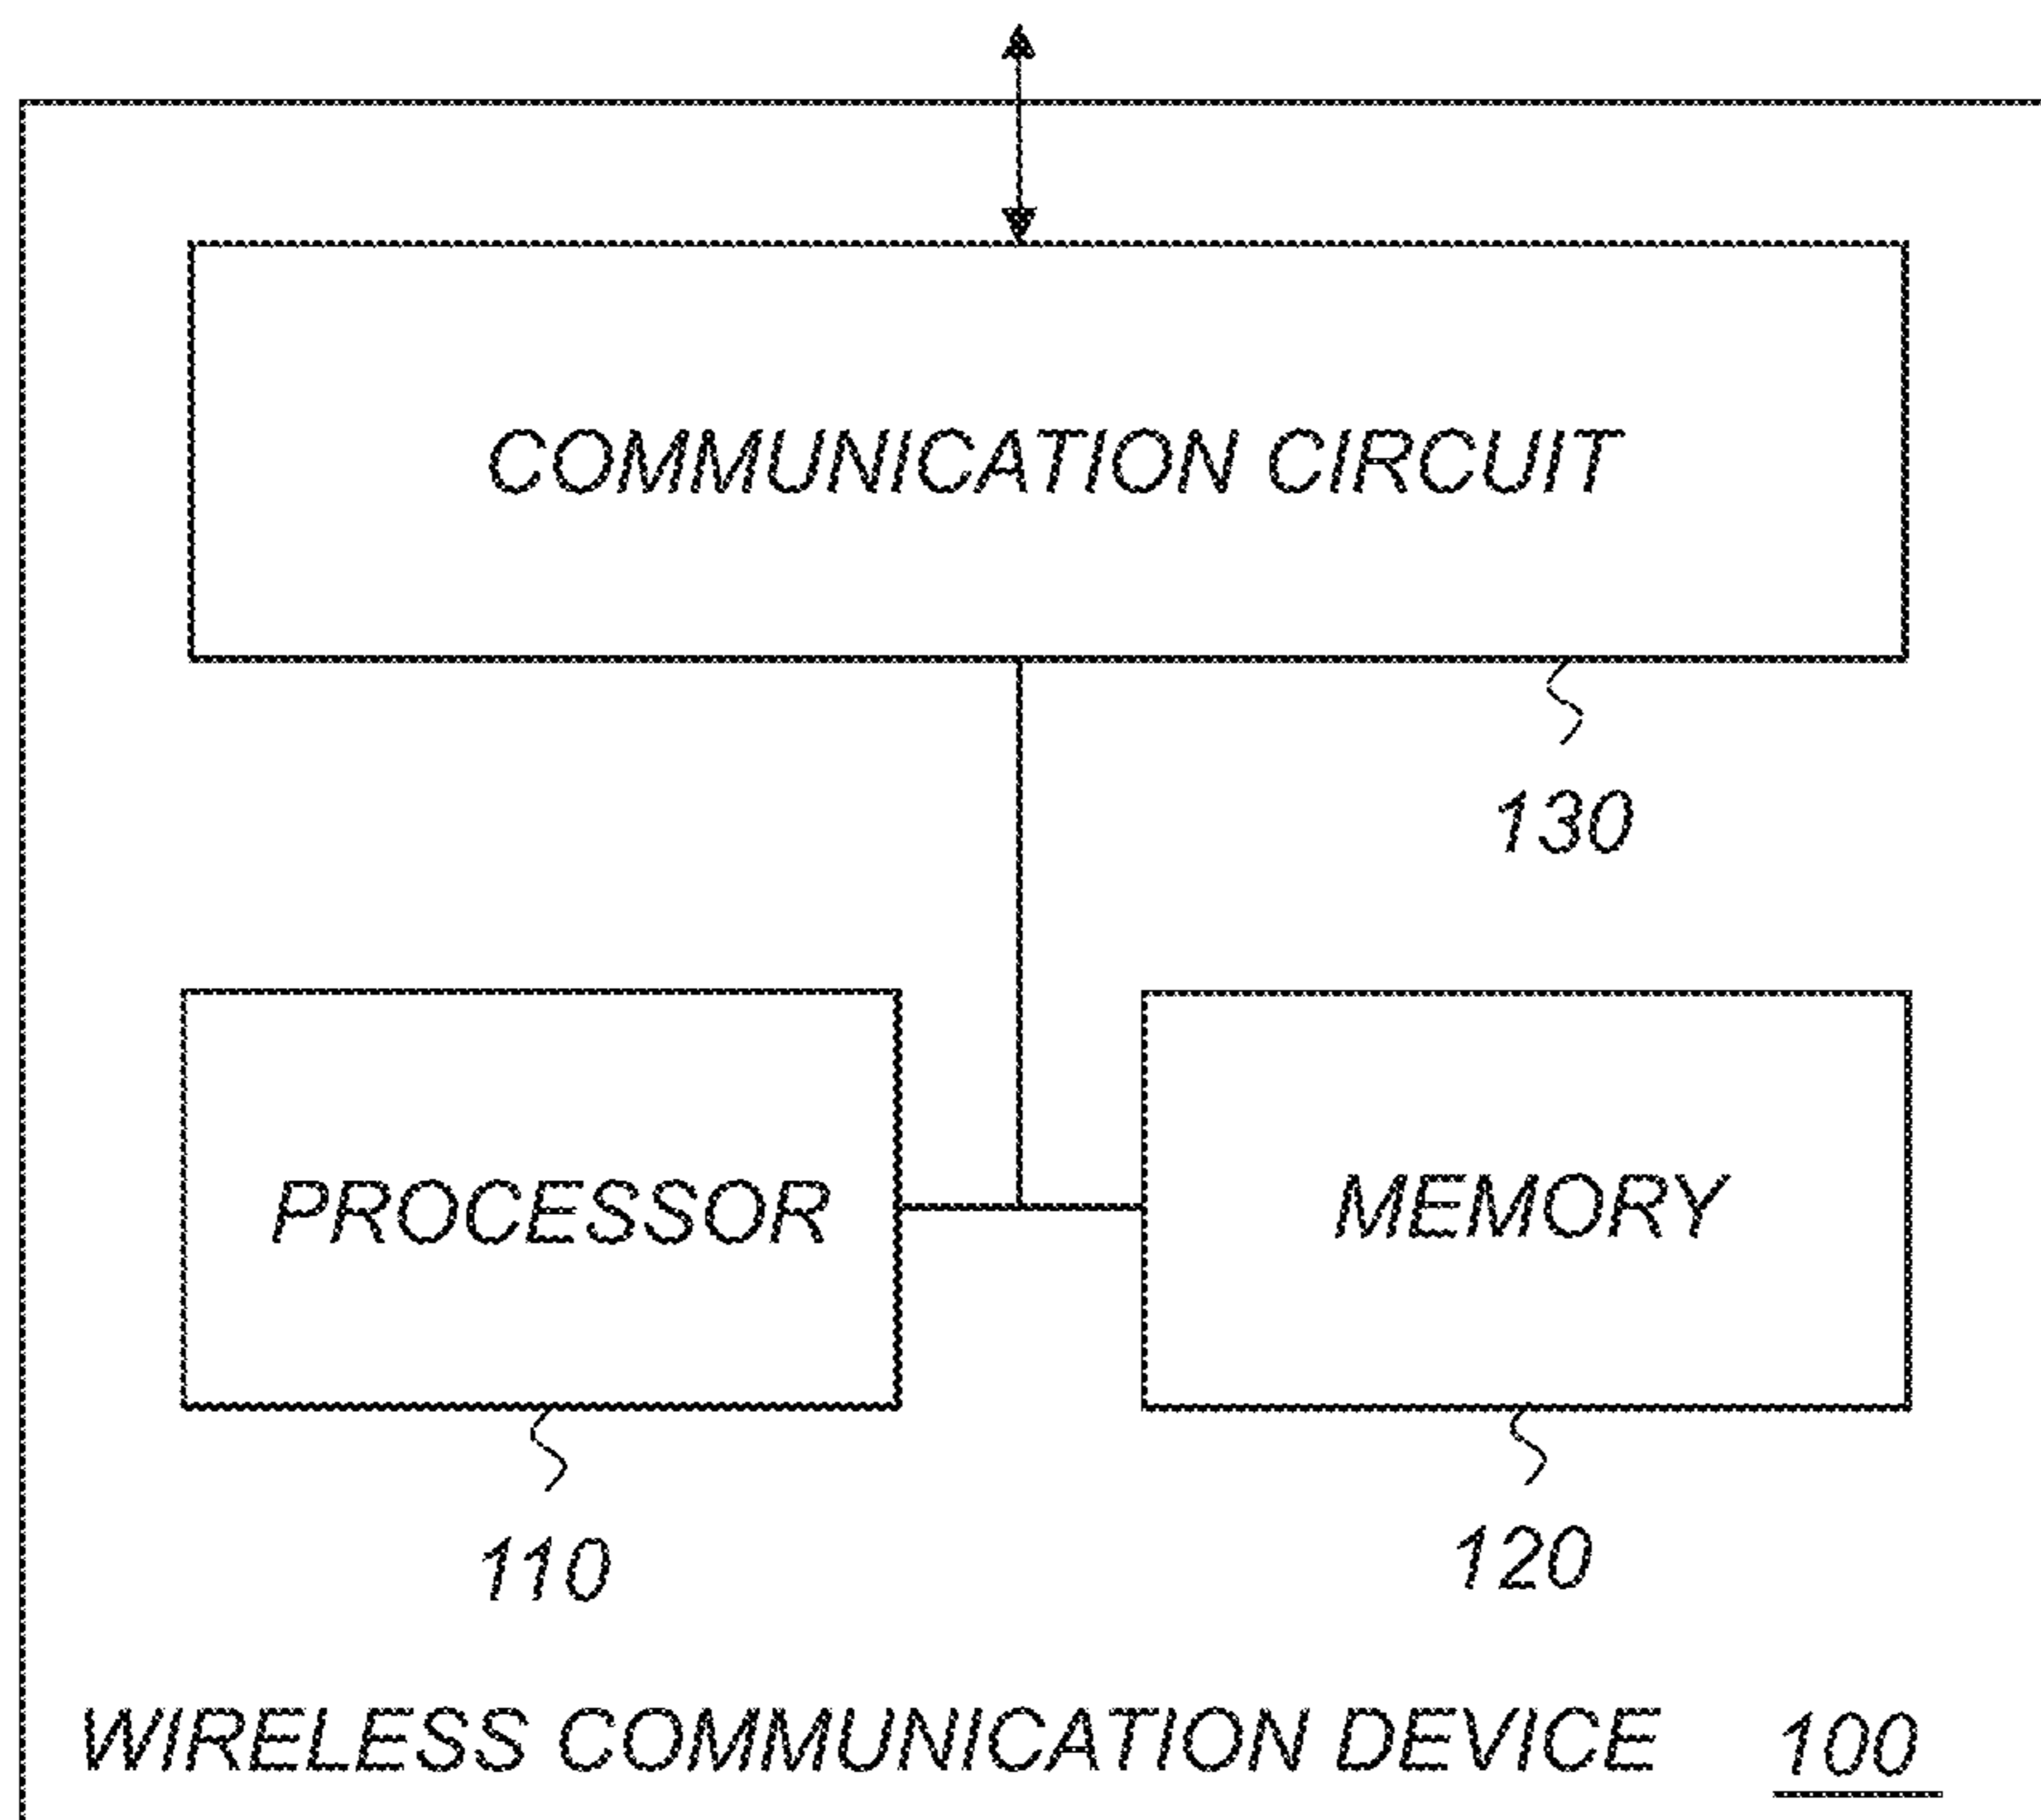 COMMUNICATION CIRCUIT
130
PROCESSOR
MEMORY
110
120
WIRELESS COMMUNICATION DEVICE 100